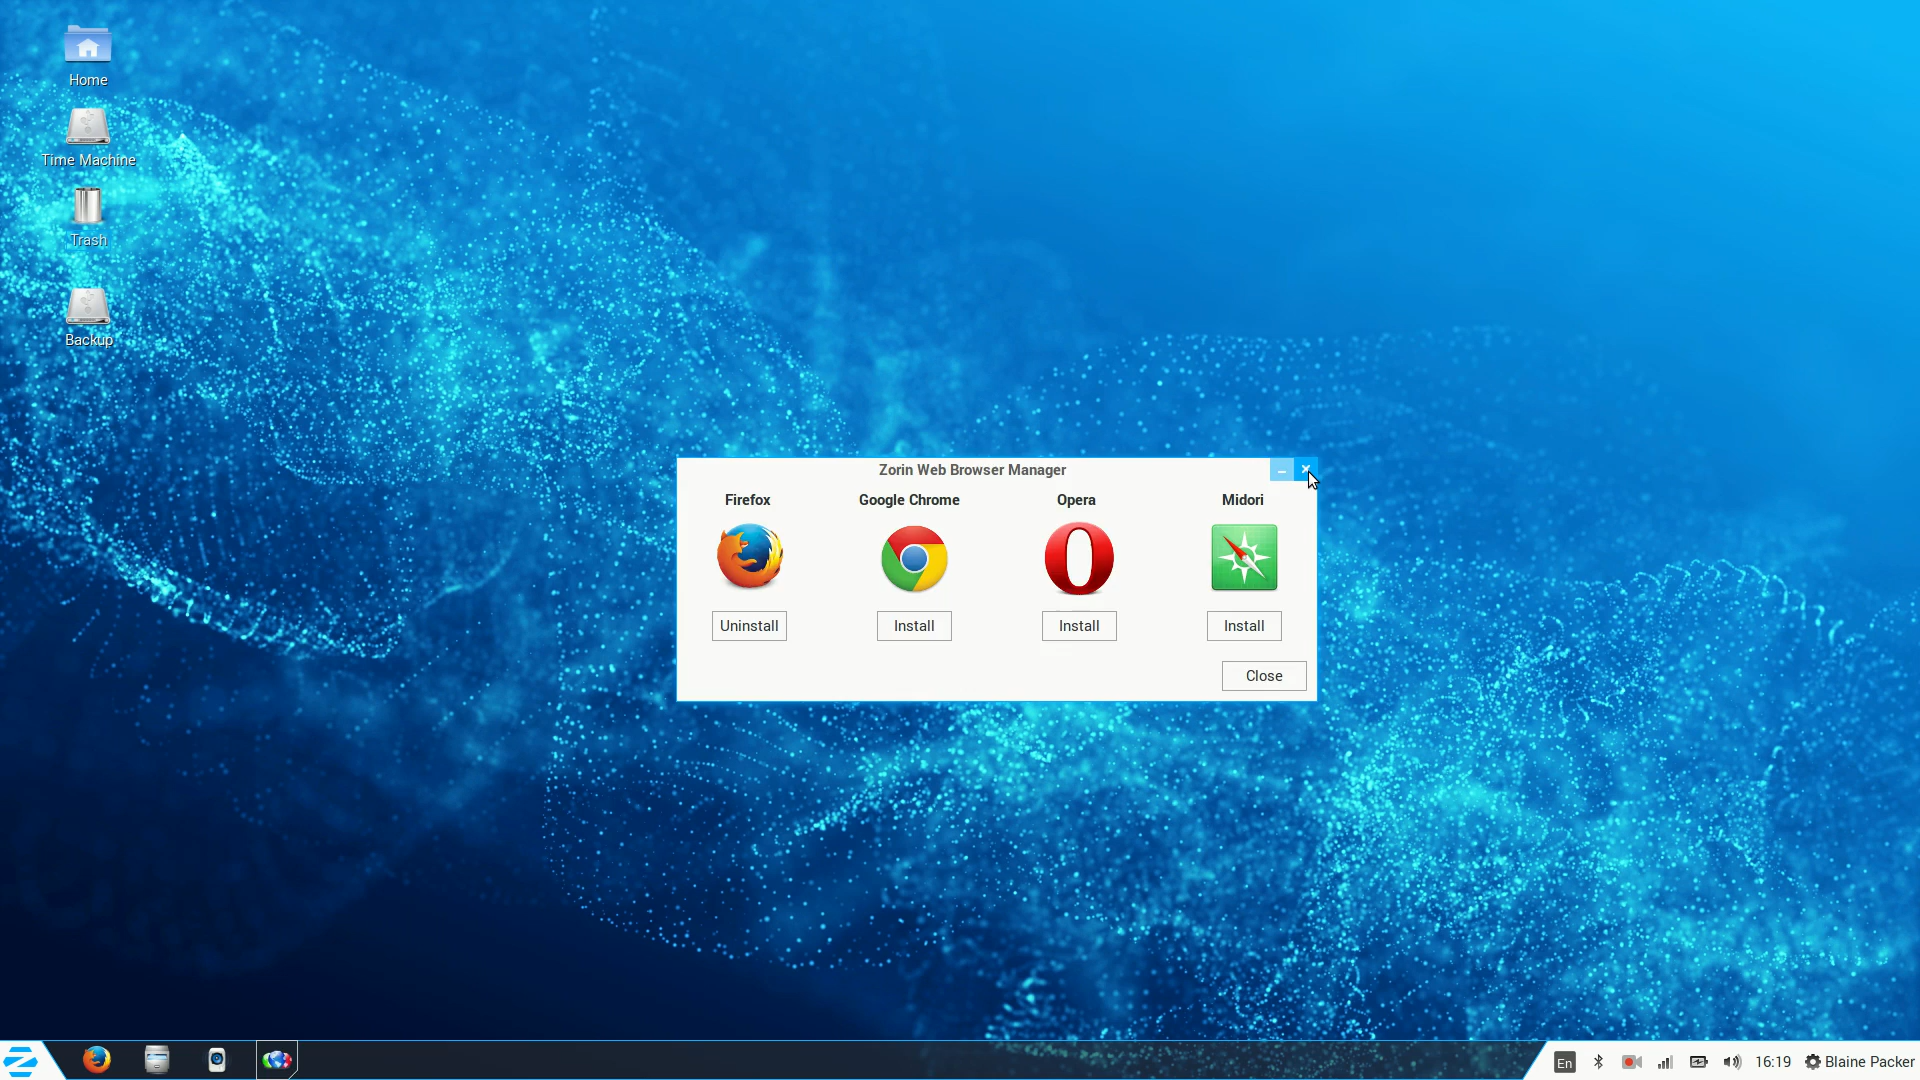 Home
Time Machine
Trash
Backup
Zorin Web Browser Manager
Firefox Google Chrome Opera Midori
Uninstall Install Install Install
Close
En 16:19 Blaine Packer